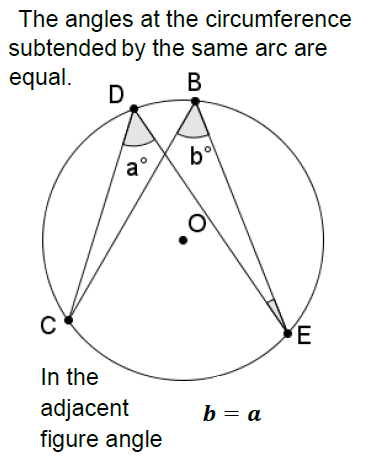 The angles at the circumference
subtended by the same arc are
equal.
D
B
a°
b°
O
C
E
In the
adjacent
figure angle
b = a